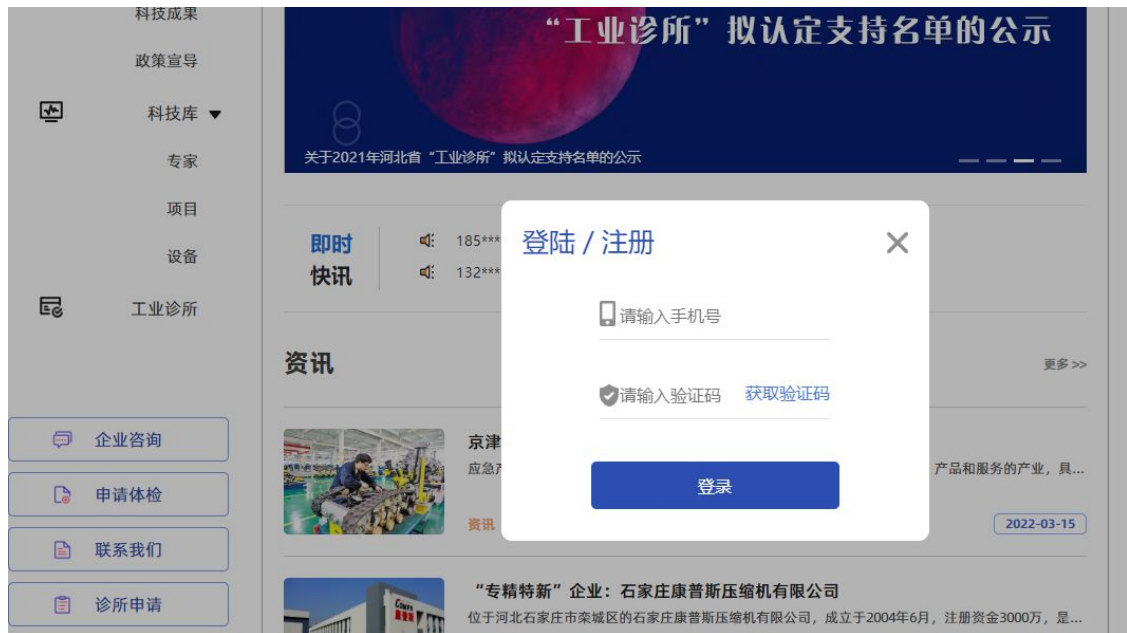 科技成果
政策宣导
科技库
专家
项目
设备
工业诊所
企业咨询
申请体检
联系我们
诊所申请
“工业诊所”拟认定支持名单的公示
关于2021年河北省“工业诊所”拟认定支持名单的公示
即时
快讯
185***
132***
资讯
更多 >>
京津
应急产
产品和服务的产业，具...
资讯
2022-03-15
“专精特新”企业：石家庄康普斯压缩机有限公司
位于河北石家庄市栾城区的石家庄康普斯压缩机有限公司，成立于2004年6月，注册资金3000万，是...
登陆 / 注册
请输入手机号
请输入验证码 获取验证码
登录